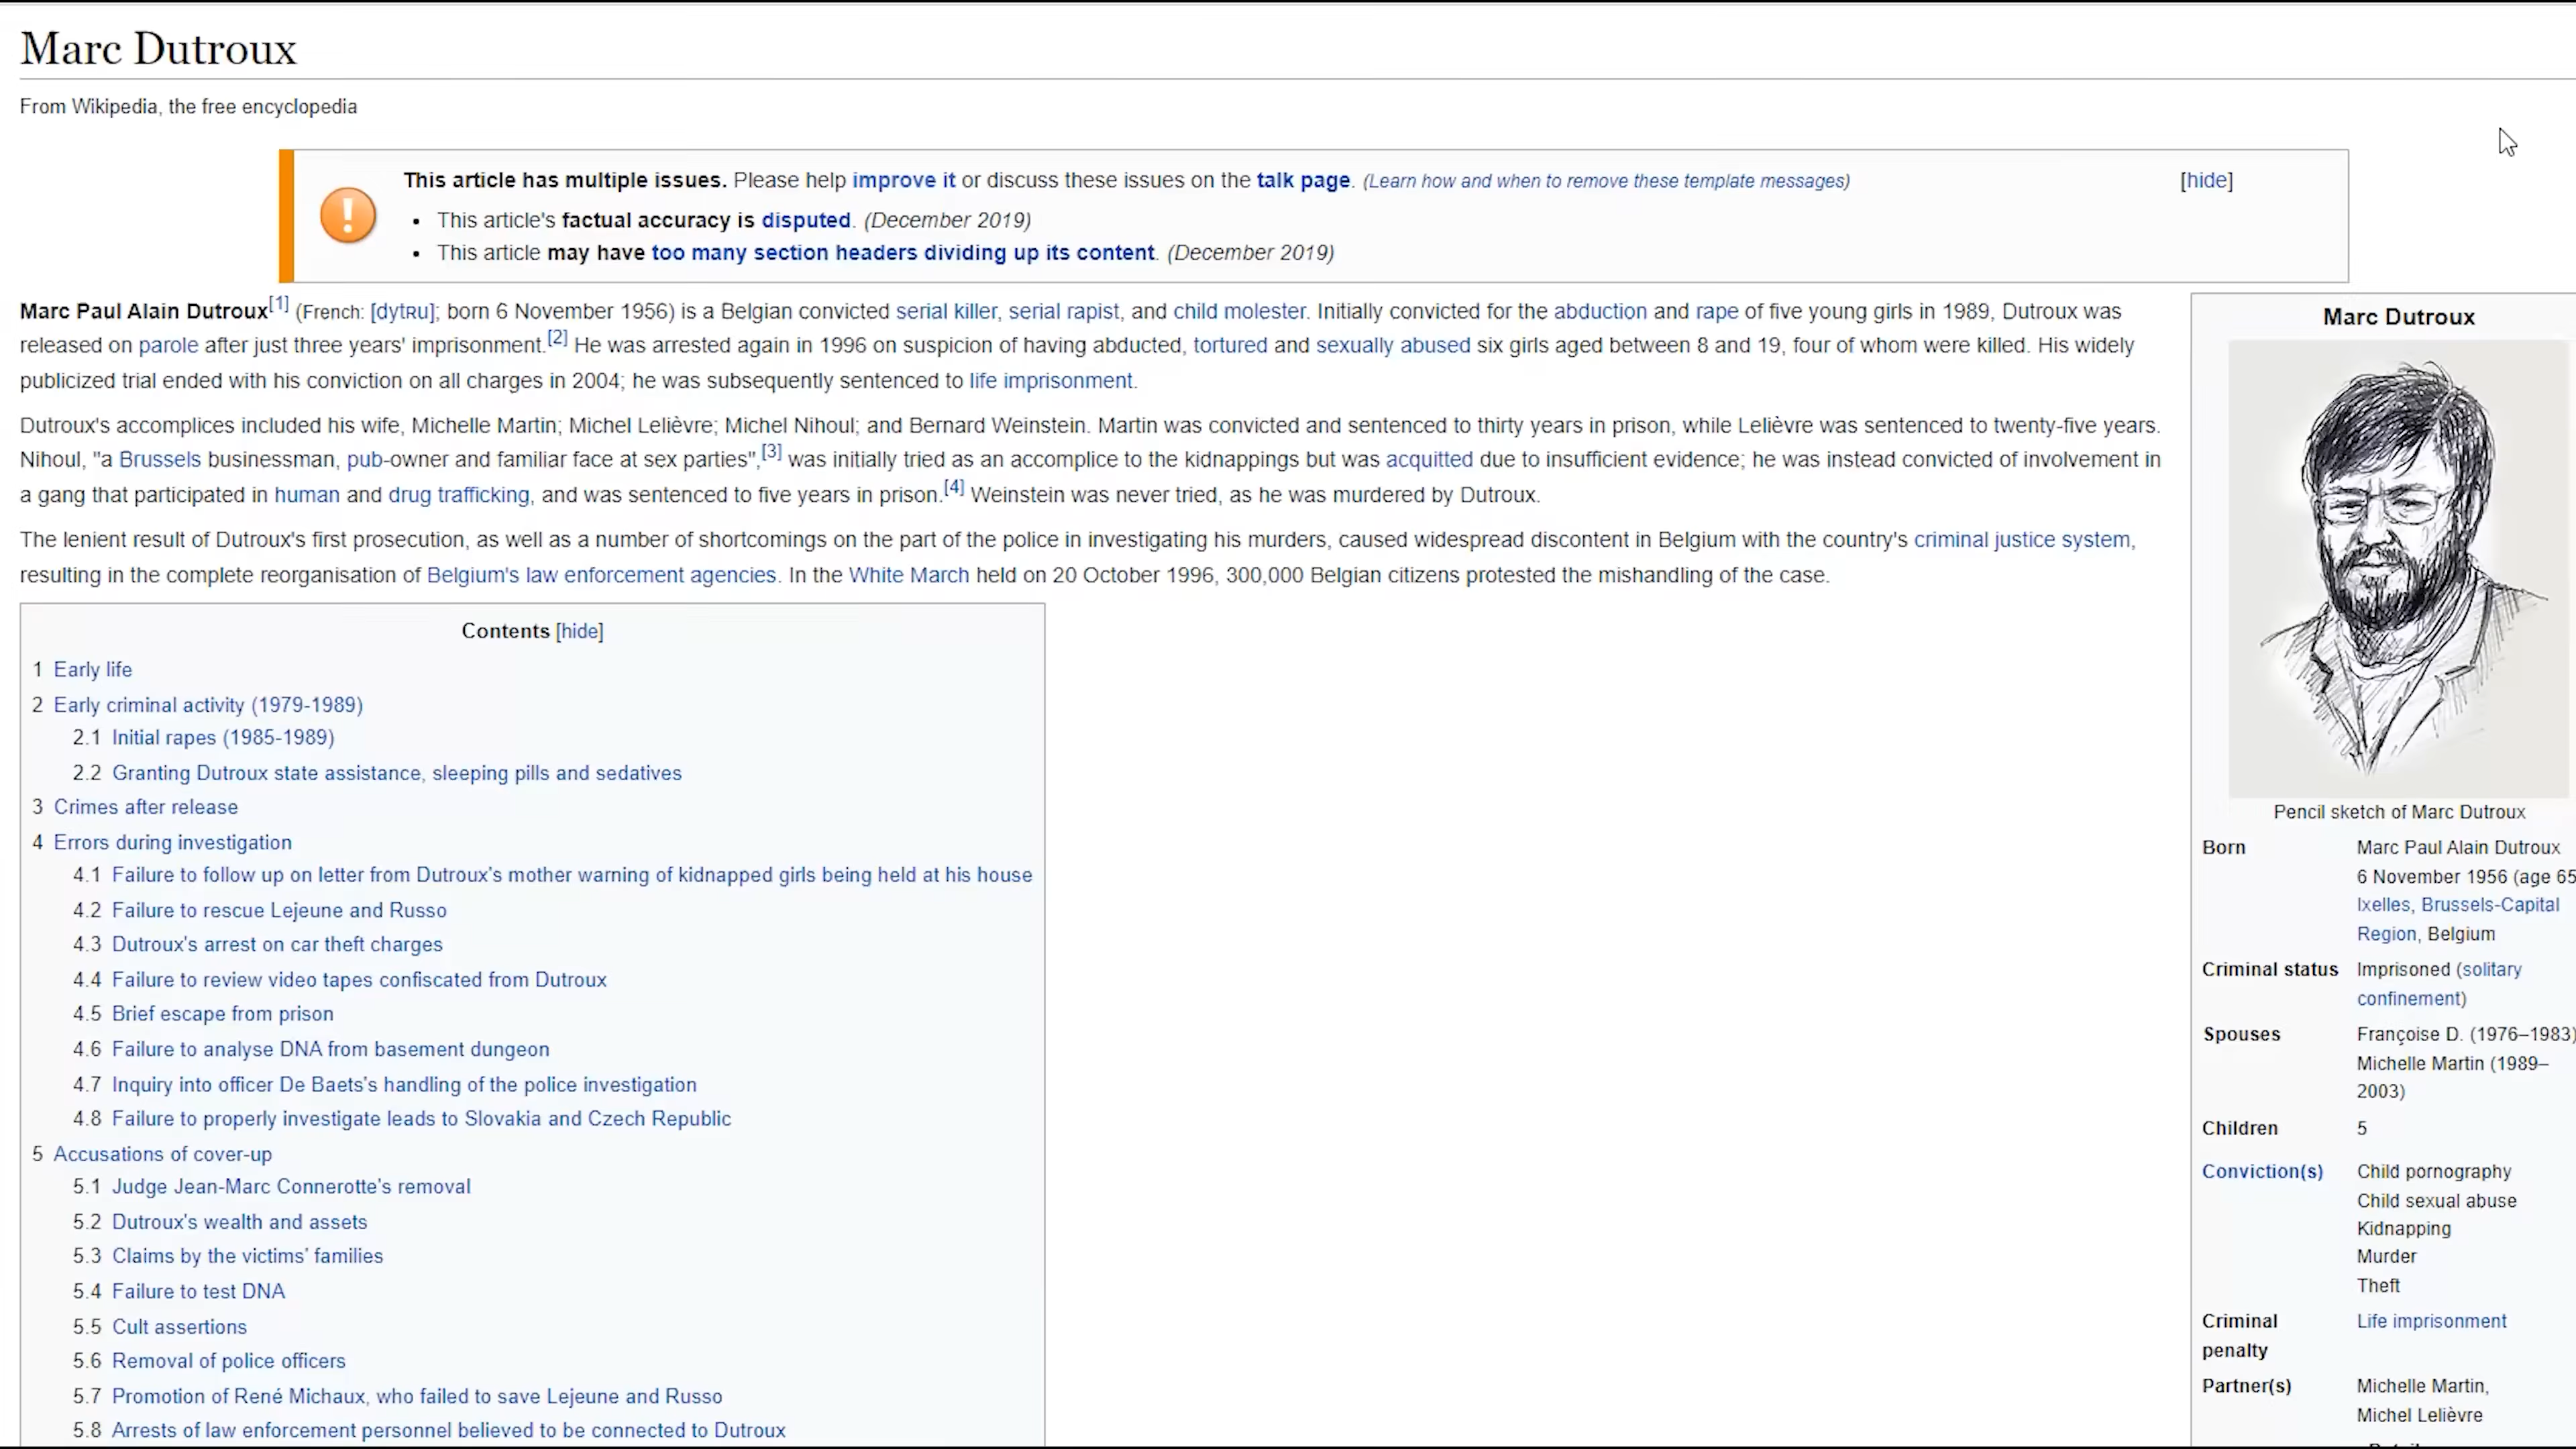 Marc Dutroux
From Wikipedia, the free encyclopedia
This article has multiple issues. Please help improve it or discuss these issues on the talk page. (Learn how and when to remove these template messages) [hide]
• This article's factual accuracy is disputed. (December 2019)
• This article may have too many section headers dividing up its content. (December 2019)
Marc Paul Alain Dutroux[1] (French: [dytʀu]; born 6 November 1956) is a Belgian convicted serial killer, serial rapist, and child molester. Initially convicted for the abduction and rape of five young girls in 1989, Dutroux was
released on parole after just three years' imprisonment.[2] He was arrested again in 1996 on suspicion of having abducted, tortured and sexually abused six girls aged between 8 and 19, four of whom were killed. His widely
publicized trial ended with his conviction on all charges in 2004; he was subsequently sentenced to life imprisonment.
Dutroux's accomplices included his wife, Michelle Martin; Michel Lelièvre; Michel Nihoul; and Bernard Weinstein. Martin was convicted and sentenced to thirty years in prison, while Lelièvre was sentenced to twenty-five years.
Nihoul, "a Brussels businessman, pub-owner and familiar face at sex parties",[3] was initially tried as an accomplice to the kidnappings but was acquitted due to insufficient evidence; he was instead convicted of involvement in
a gang that participated in human and drug trafficking, and was sentenced to five years in prison.[4] Weinstein was never tried, as he was murdered by Dutroux.
The lenient result of Dutroux's first prosecution, as well as a number of shortcomings on the part of the police in investigating his murders, caused widespread discontent in Belgium with the country's criminal justice system,
resulting in the complete reorganisation of Belgium's law enforcement agencies. In the White March held on 20 October 1996, 300,000 Belgian citizens protested the mishandling of the case.
Contents [hide]
1 Early life
2 Early criminal activity (1979-1989)
2.1 Initial rapes (1985-1989)
2.2 Granting Dutroux state assistance, sleeping pills and sedatives
3 Crimes after release
4 Errors during investigation
4.1 Failure to follow up on letter from Dutroux's mother warning of kidnapped girls being held at his house
4.2 Failure to rescue Lejeune and Russo
4.3 Dutroux's arrest on car theft charges
4.4 Failure to review video tapes confiscated from Dutroux
4.5 Brief escape from prison
4.6 Failure to analyse DNA from basement dungeon
4.7 Inquiry into officer De Baets's handling of the police investigation
4.8 Failure to properly investigate leads to Slovakia and Czech Republic
5 Accusations of cover-up
5.1 Judge Jean-Marc Connerotte's removal
5.2 Dutroux's wealth and assets
5.3 Claims by the victims' families
5.4 Failure to test DNA
5.5 Cult assertions
5.6 Removal of police officers
5.7 Promotion of René Michaux, who failed to save Lejeune and Russo
5.8 Arrests of law enforcement personnel believed to be connected to Dutroux
Marc Dutroux
Pencil sketch of Marc Dutroux
Born Marc Paul Alain Dutroux
6 November 1956 (age 65
Ixelles, Brussels-Capital
Region, Belgium
Criminal status Imprisoned (solitary
confinement)
Spouses Françoise D. (1976–1983)
Michelle Martin (1989–
2003)
Children 5
Conviction(s) Child pornography
Child sexual abuse
Kidnapping
Murder
Theft
Criminal penalty Life imprisonment
Partner(s) Michelle Martin,
Michel Lelièvre